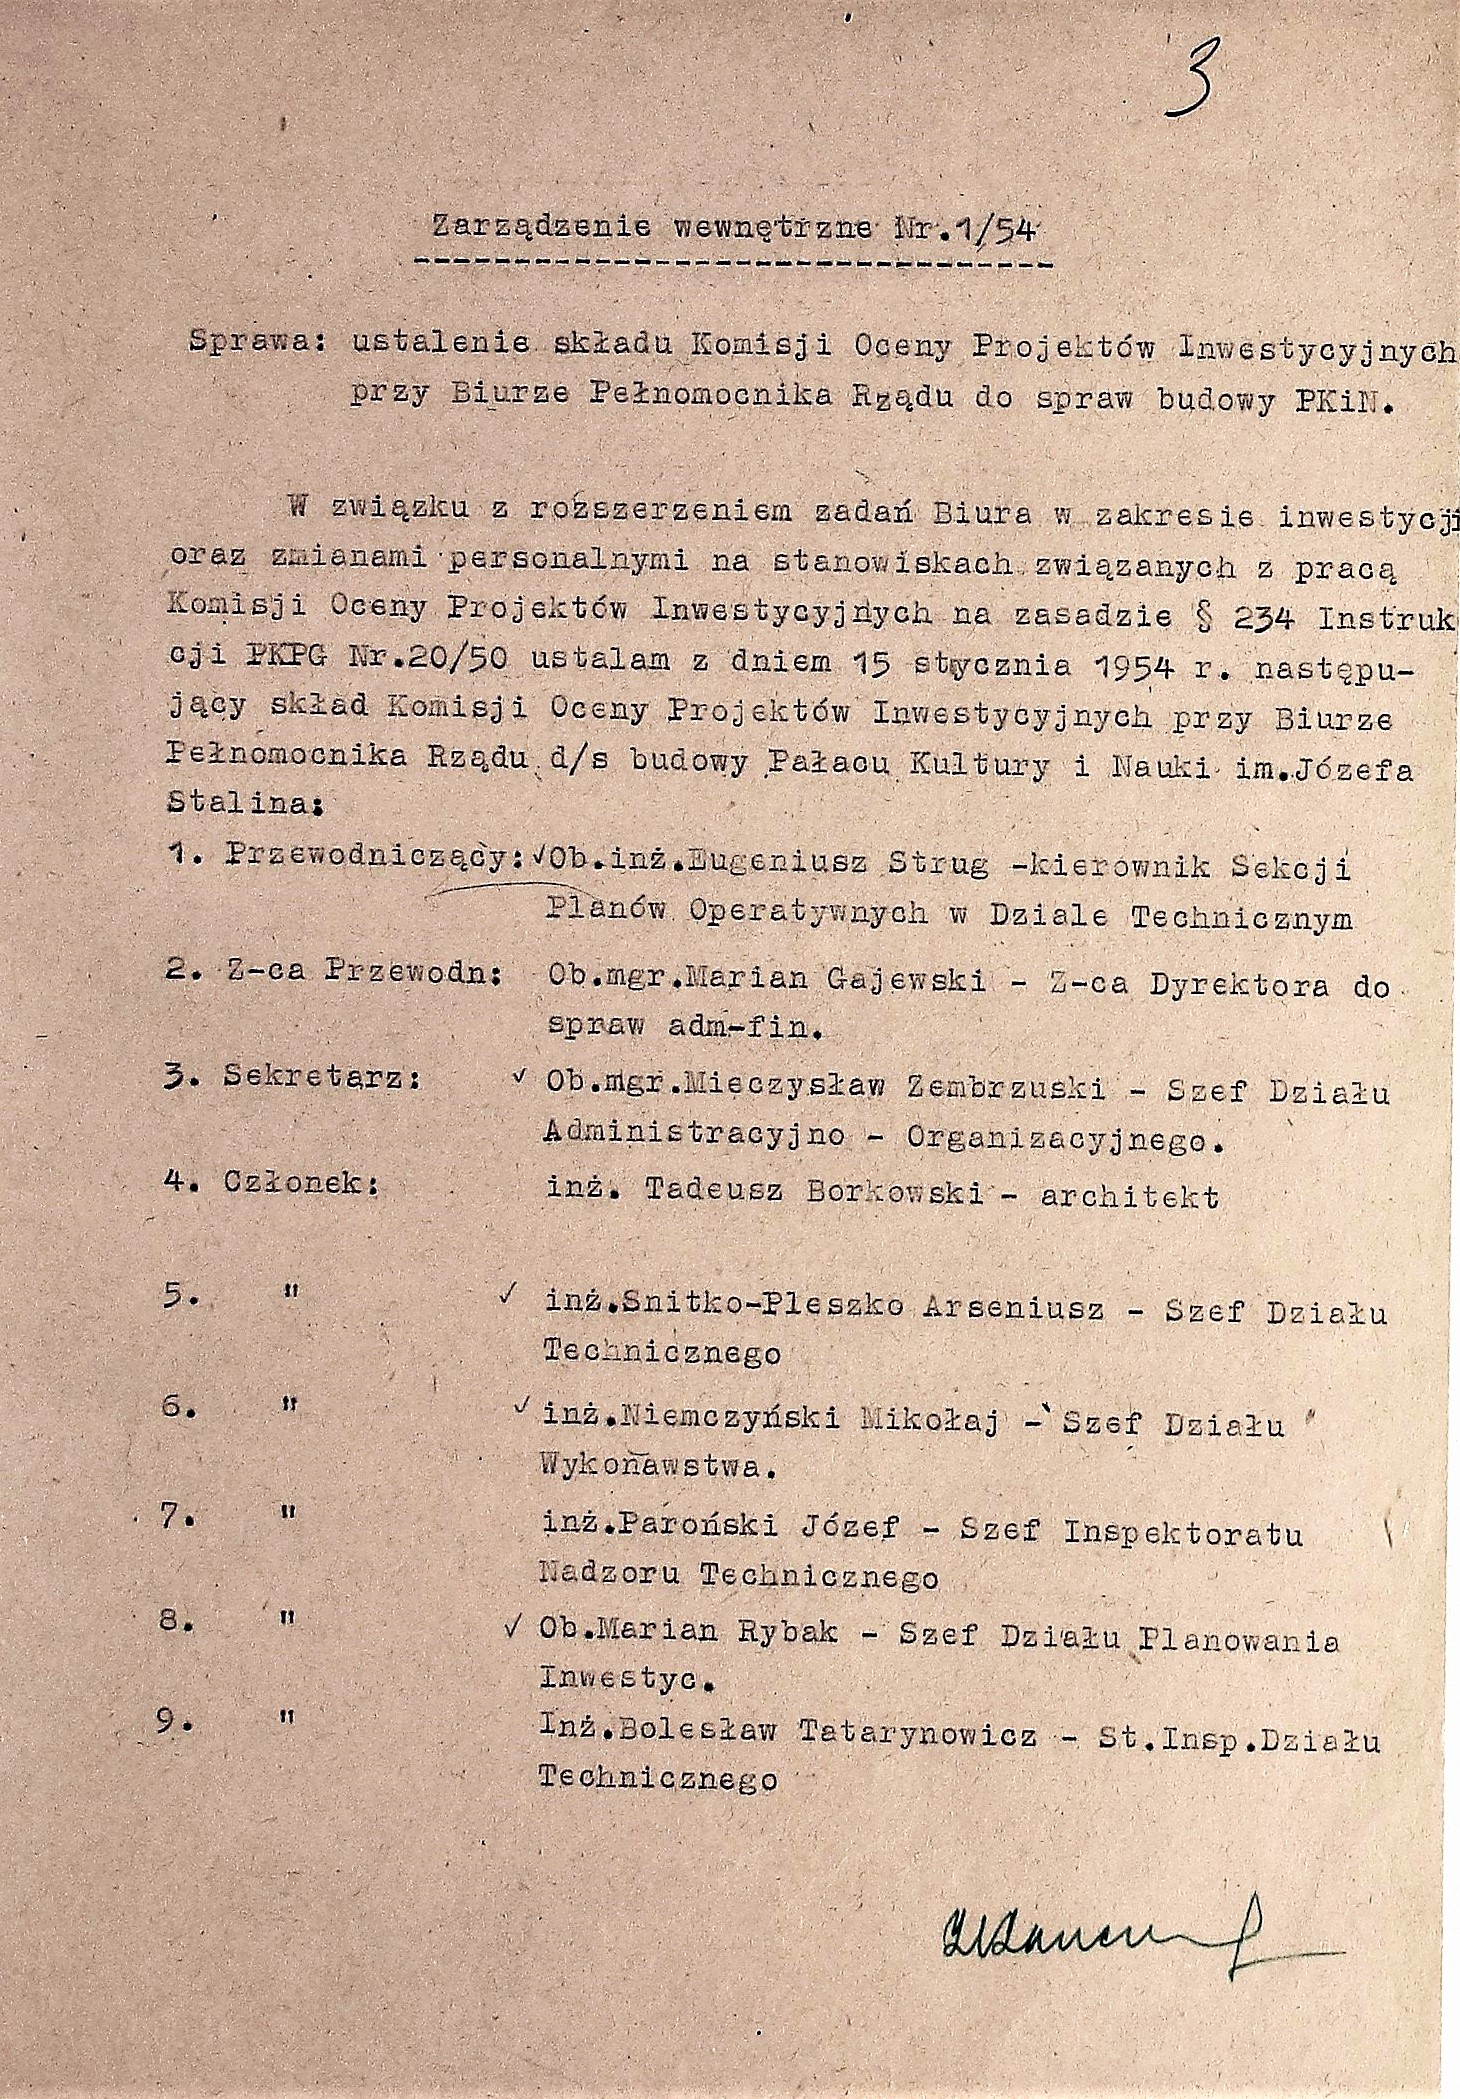 3
Zarządzenie wewnętrzne Nr.1/54
Sprawa: ustalenie składu Komisji Oceny Projektów Inwestycyjnych
przy Biurze Pełnomocnika Rządu do spraw budowy PKiN.
W związku z rozszerzeniem zadań Biura w zakresie inwestycji
oraz zmianami personalnymi na stanowiskach związanych z pracą
Komisji Oceny Projektów Inwestycyjnych na zasadzie § 234 Instruk
cji PKPG Nr.20/50 ustalam z dniem 15 stycznia 1954 r. następu-
jący skład Komisji Oceny Projektów Inwestycyjnych przy Biurze
Pełnomocnika Rządu d/s budowy Pałacu Kultury i Nauki im.Józefa
Stalina:
1. Przewodniczący: ✓Ob.inż.Eugeniusz Strug -kierownik Sekcji
Planów Operatywnych w Dziale Technicznym
2. Z-ca Przewodn: Ob.mgr.Marian Gajewski - Z-ca Dyrektora do
spraw adm-fin.
3. Sekretarz: ✓ Ob.mgr.Mieczysław Zembrzuski - Szef Działu
Administracyjno - Organizacyjnego.
4. Członek: inż. Tadeusz Borkowski - architekt
5. " ✓ inż.Snitko-Pleszko Arseniusz - Szef Działu
Technicznego
6. " ✓ inż.Niemczyński Mikołaj - Szef Działu
Wykonawstwa.
7. " inż.Paroński Józef - Szef Inspektoratu
Nadzoru Technicznego
8. " ✓ Ob.Marian Rybak - Szef Działu Planowania
Inwestyc.
9. " Inż.Bolesław Tatarynowicz - St.Insp.Działu
Technicznego